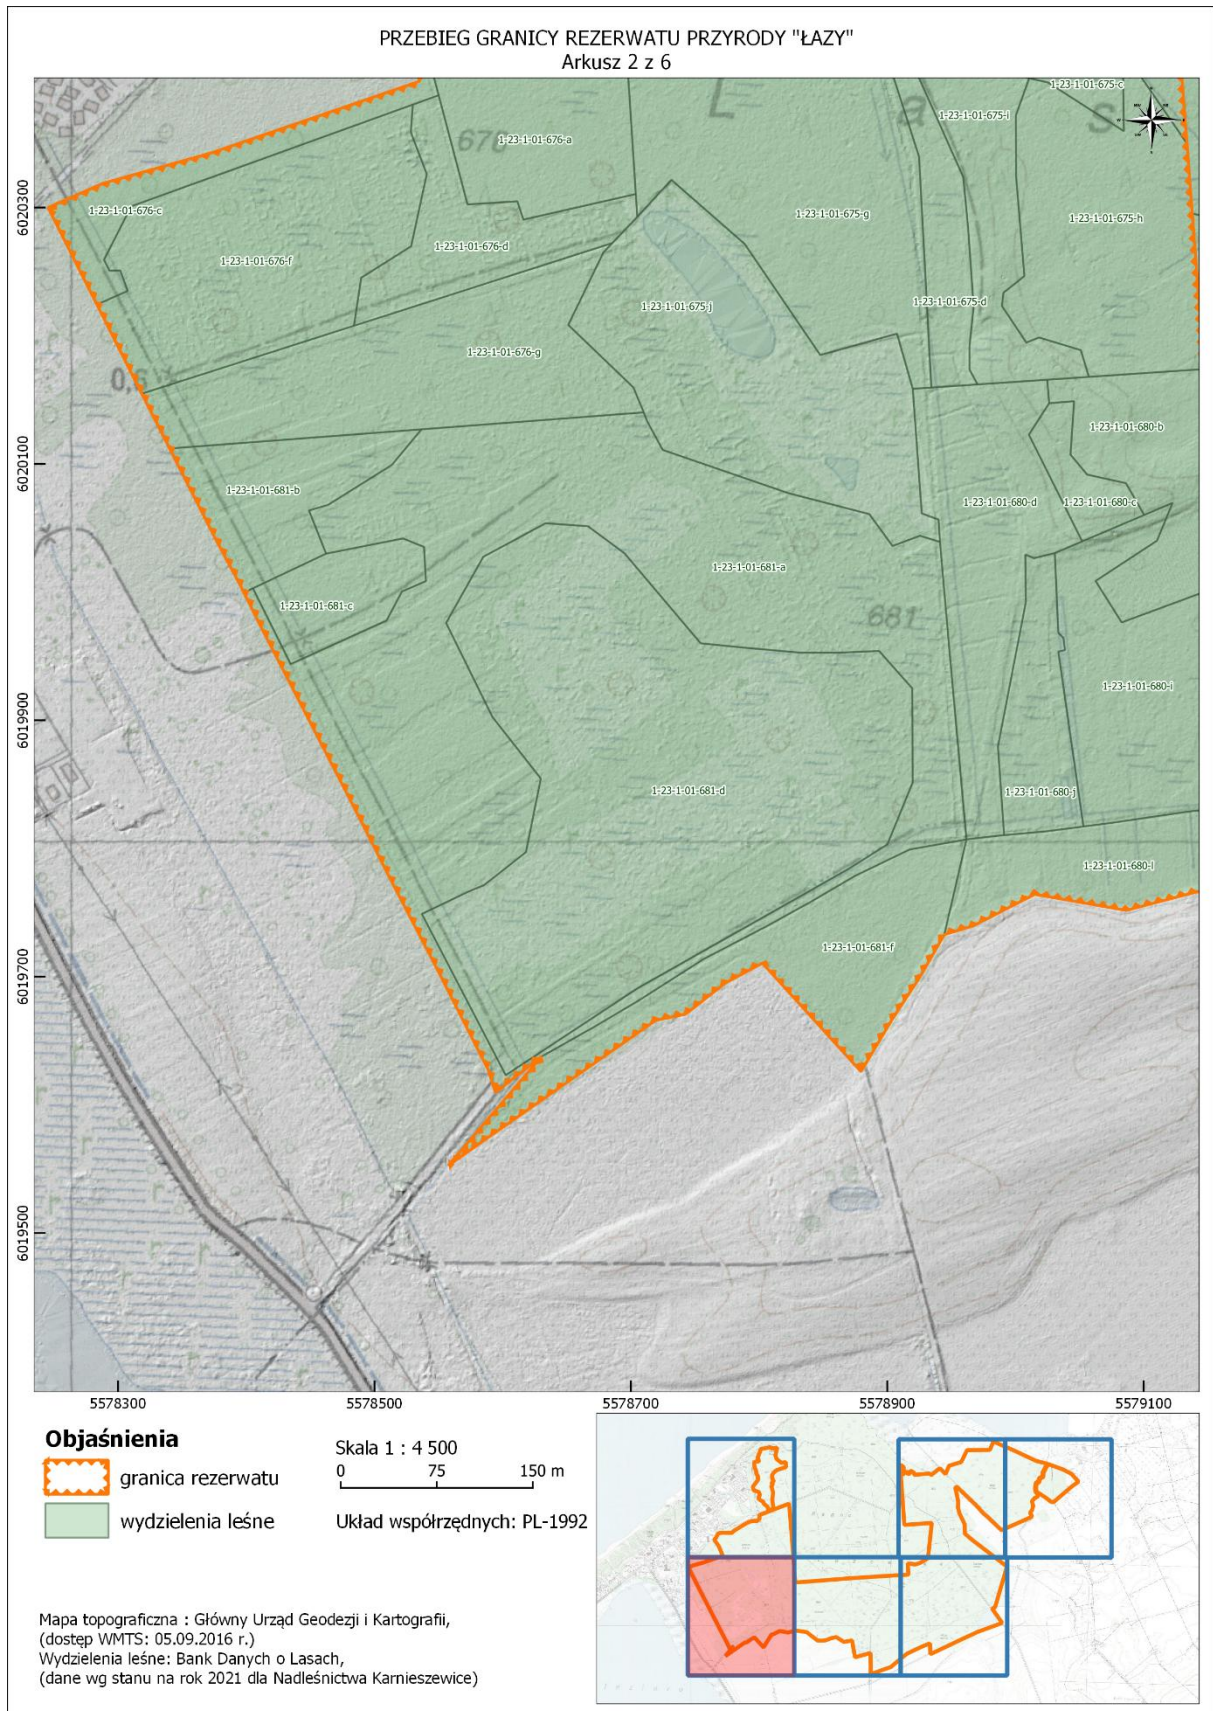 PRZEBIEG GRANICY REZERWATU PRZYRODY "ŁAZY"
Arkusz 2 z 6
1-23-1-01-675-c
L
a
s
1-23-1-01-675-i
1-23-1-01-676-a
1-23-1-01-676-c
1-23-1-01-675-g
1-23-1-01-675-h
6020300
1-23-1-01-676-d
1-23-1-01-676-f
1-23-1-01-675-j
1-23-1-01-675-d
1-23-1-01-676-g
1-23-1-01-680-b
6020100
1-23-1-01-681-b
1-23-1-01-680-d
1-23-1-01-680-c
1-23-1-01-681-a
1-23-1-01-681-c
681
1-23-1-01-680-i
6019900
1-23-1-01-681-d
1-23-1-01-680-j
1-23-1-01-680-l
1-23-1-01-681-f
6019700
6019500
5578300
5578500
5578700
5578900
5579100
Objaśnienia
granica rezerwatu
wydzielenia leśne
Skala 1 : 4 500
0 75 150 m
Układ współrzędnych: PL-1992
Mapa topograficzna : Główny Urząd Geodezji i Kartografii,
(dostęp WMTS: 05.09.2016 r.)
Wydzielenia leśne: Bank Danych o Lasach,
(dane wg stanu na rok 2021 dla Nadleśnictwa Karnieszewice)